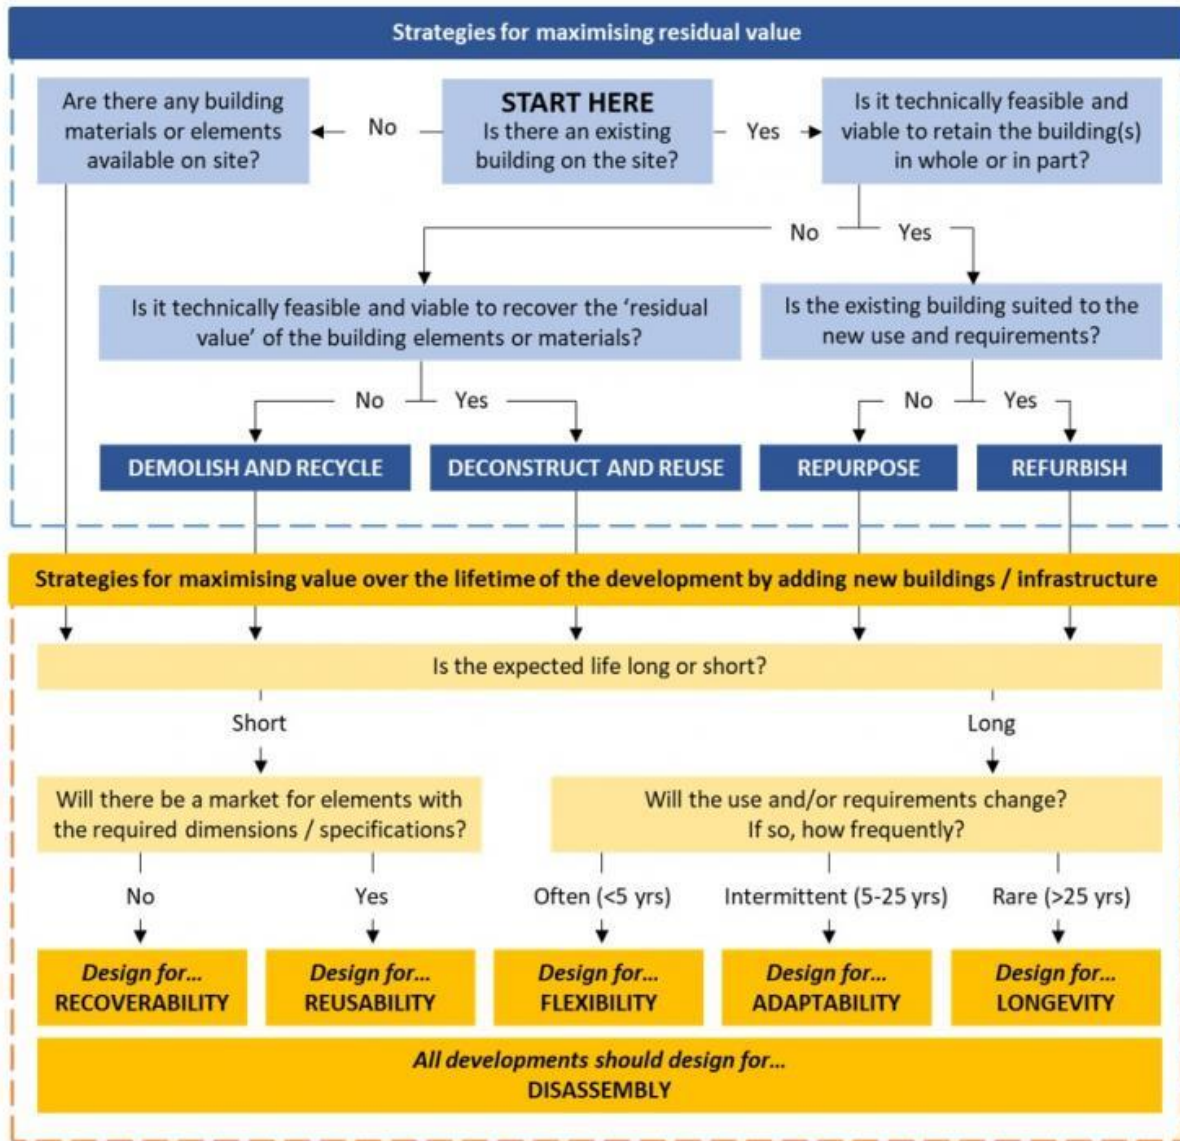 Strategies for maximising residual value
Are there any building
materials or elements
available on site?
No
START HERE
Is there an existing
building on the site?
Yes
Is it technically feasible and
viable to retain the building(s)
in whole or in part?
No
Yes
Is it technically feasible and viable to recover the ‘residual
value’ of the building elements or materials?
Is the existing building suited to the
new use and requirements?
No
Yes
No
Yes
DEMOLISH AND RECYCLE
DECONSTRUCT AND REUSE
REPURPOSE
REFURBISH
Strategies for maximising value over the lifetime of the development by adding new buildings / infrastructure
Is the expected life long or short?
Short
Long
Will there be a market for elements with
the required dimensions / specifications?
Will the use and/or requirements change?
If so, how frequently?
No
Yes
Often (<5 yrs)
Intermittent (5-25 yrs)
Rare (>25 yrs)
Design for...
RECOVERABILITY
Design for...
REUSABILITY
Design for...
FLEXIBILITY
Design for...
ADAPTABILITY
Design for...
LONGEVITY
All developments should design for...
DISASSEMBLY